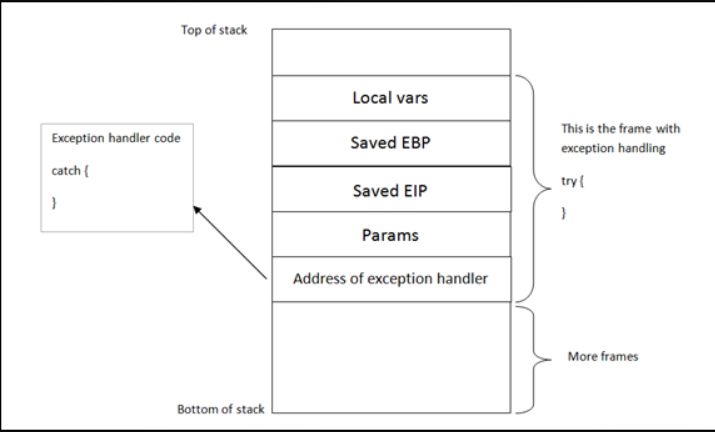 Top of stack
Local vars
Saved EBP
Saved EIP
Params
Address of exception handler
Exception handler code
catch {
}
This is the frame with
exception handling
try {
}
More frames
Bottom of stack